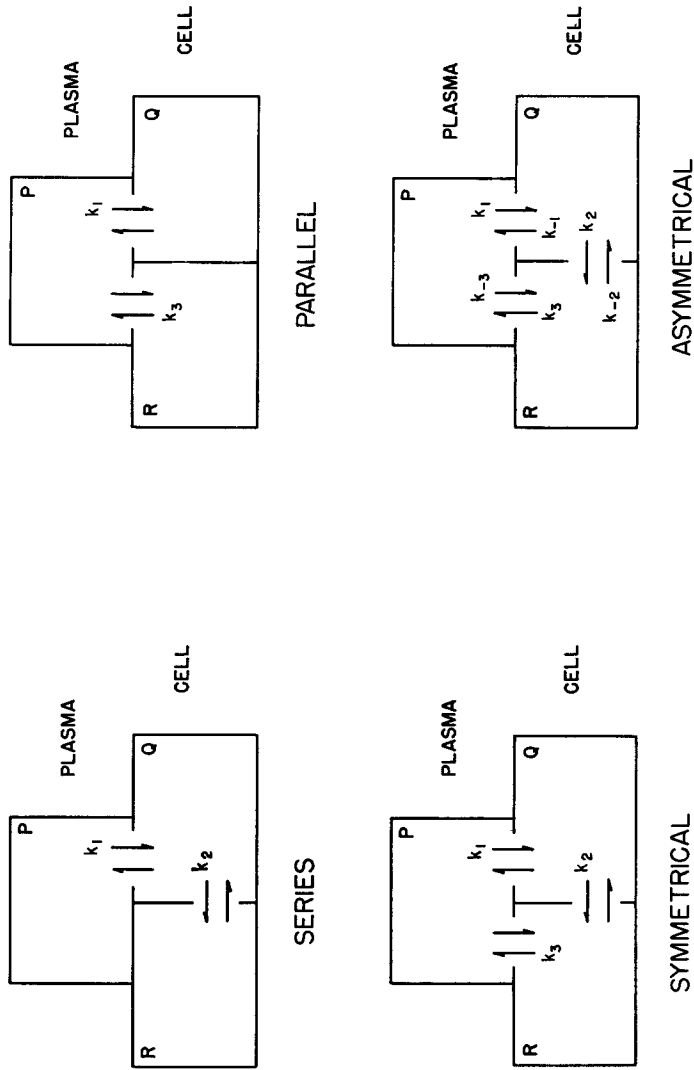 P
PLASMA
k₁
R
Q
k₂
CELL
SERIES
P
PLASMA
k₁
k₃
R
Q
CELL
PARALLEL
P
PLASMA
k₁
k₃
R
Q
k₂
CELL
SYMMETRICAL
P
PLASMA
k₋₃
k₁
k₃
k₋₁
R
Q
k₂
k₋₂
CELL
ASYMMETRICAL